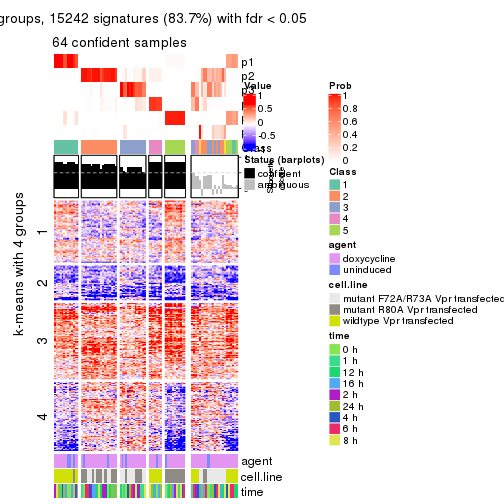 groups, 15242 signatures (83.7%) with fdr < 0.05
64 confident samples
p1
p2
p3
Value
1
0.5
0
-0.5
-1
Class
Status (barplots)
confident
ambiguous
Prob
1
0.8
0.6
0.4
0.2
0
Class
1
2
3
4
5
agent
doxycycline
uninduced
cell.line
mutant F72A/R73A Vpr transfected
mutant R80A Vpr transfected
wildtype Vpr transfected
time
0 h
1 h
12 h
16 h
2 h
24 h
4 h
6 h
8 h
k-means with 4 groups
1
2
3
4
agent
cell.line
time